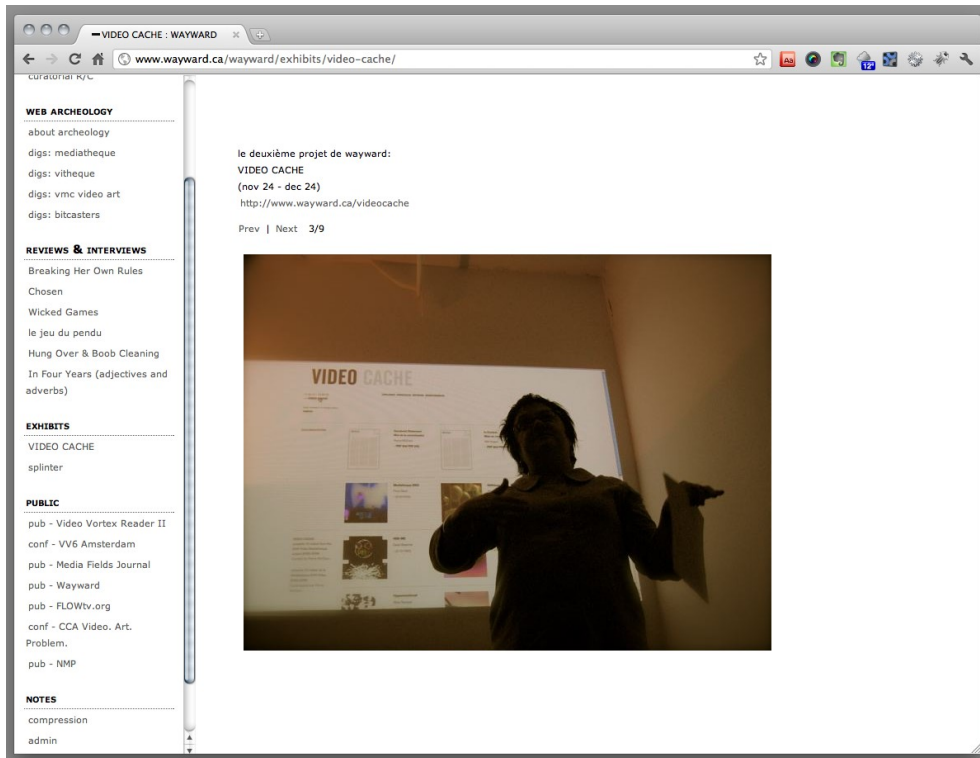 VIDEO CACHE : WAYWARD
www.wayward.ca/wayward/exhibits/video-cache/
Aa
12°
curatorial R/C
WEB ARCHEOLOGY
about archeology
digs: mediatheque
digs: vitheque
digs: vmc video art
digs: bitcasters
REVIEWS & INTERVIEWS
Breaking Her Own Rules
Chosen
Wicked Games
le jeu du pendu
Hung Over & Boob Cleaning
In Four Years (adjectives and
adverbs)
EXHIBITS
VIDEO CACHE
splinter
PUBLIC
pub - Video Vortex Reader II
conf - VV6 Amsterdam
pub - Media Fields Journal
pub - Wayward
pub - FLOWtv.org
conf - CCA Video. Art.
Problem.
pub - NMP
NOTES
compression
admin
le deuxième projet de wayward:
VIDEO CACHE
(nov 24 - dec 24)
http://www.wayward.ca/videocache
Prev | Next 3/9
VIDEO CACHE